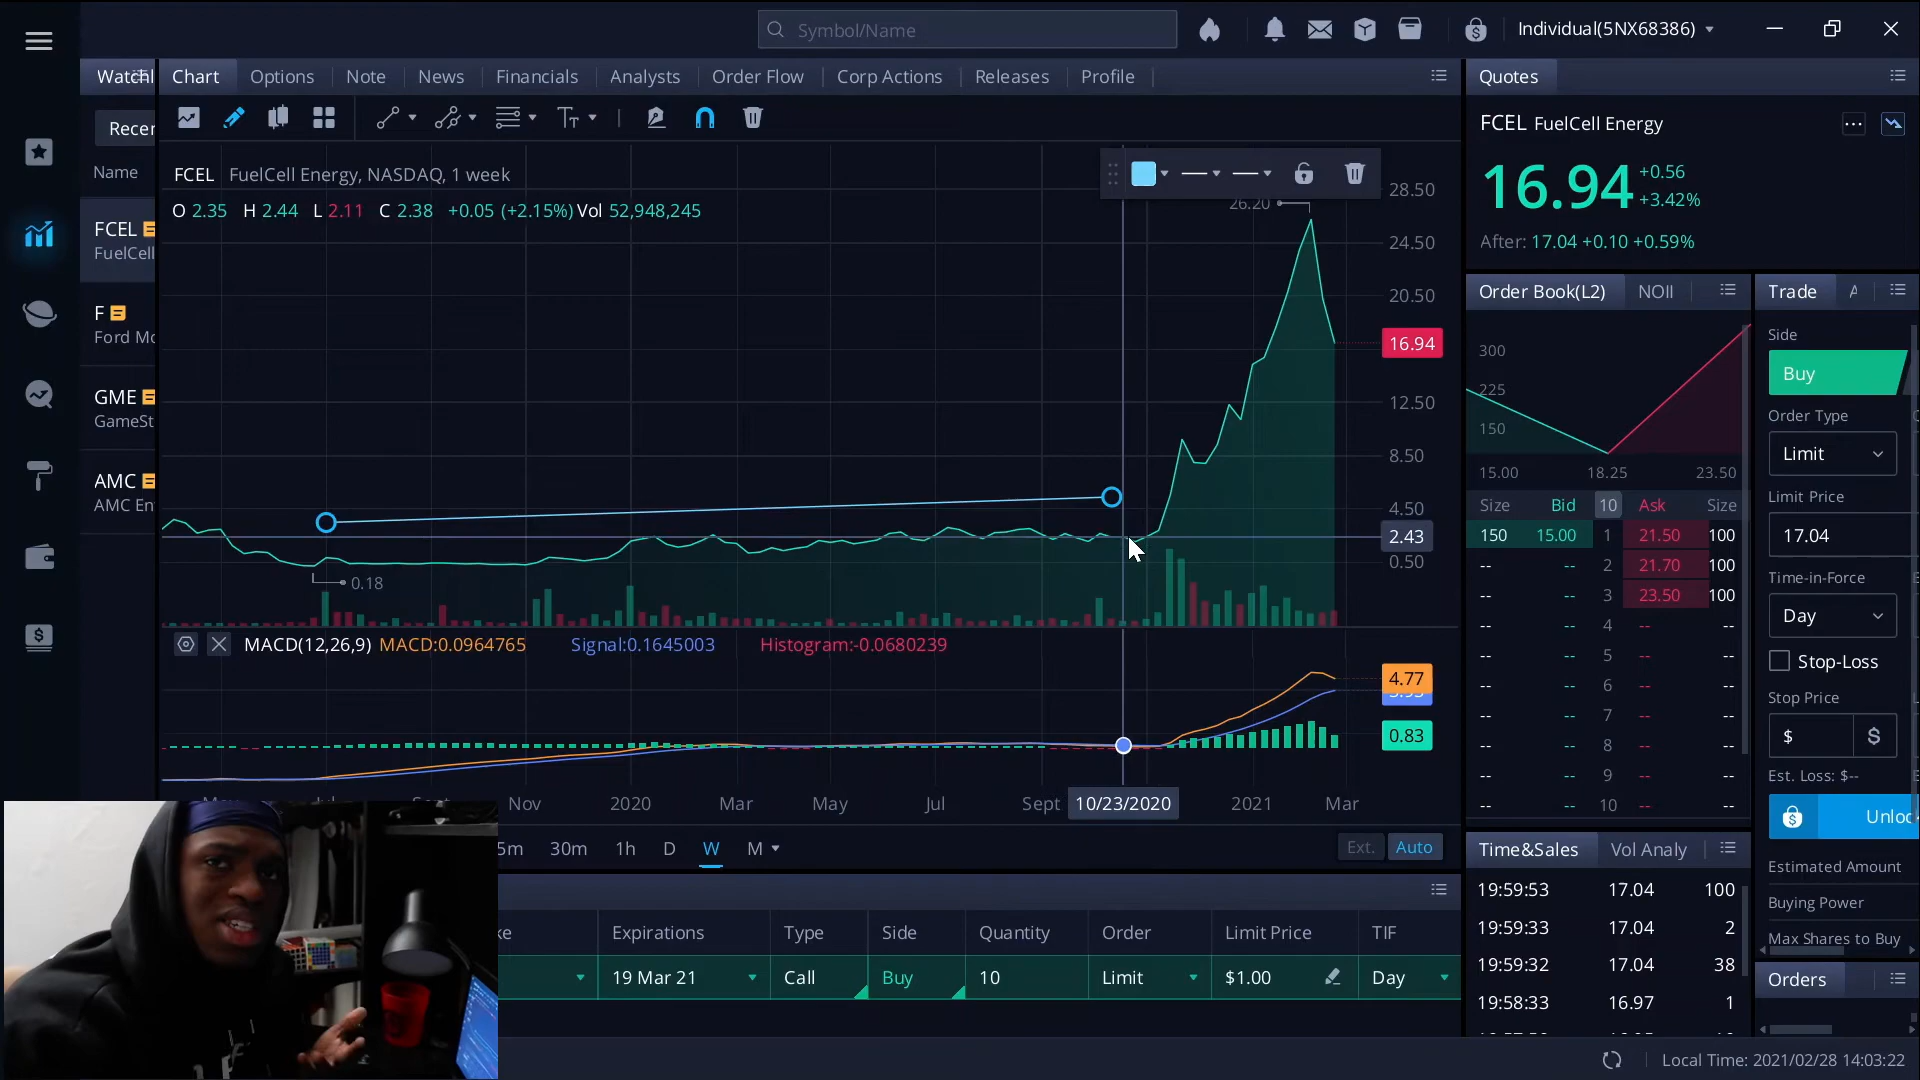 Symbol/Name
Individual(5NX68386)
Chart Options Note News Financials Analysts Order Flow Corp Actions Releases Profile
Quotes
Recen
Name
FCEL
FuelCell
F
Ford Mo
GME
GameSt
AMC
AMC En
FCEL FuelCell Energy, NASDAQ, 1 week
O 2.35 H 2.44 L 2.11 C 2.38 +0.05 (+2.15%) Vol 52,948,245
26.20
28.50
24.50
20.50
16.94
12.50
8.50
4.50
2.43
0.50
0.18
MACD(12,26,9) MACD:0.0964765 Signal:0.1645003 Histogram:-0.0680239
4.77
0.83
Nov 2020 Mar May Jul Sept 10/23/2020 2021 Mar
5m 30m 1h D W M
Ext. Auto
Expirations Type Side Quantity Order Limit Price TIF
19 Mar 21 Call Buy 10 Limit $1.00 Day
FCEL FuelCell Energy
16.94
+0.56
+3.42%
After: 17.04 +0.10 +0.59%
Order Book(L2) NOII
300
225
150
15.00 18.25 23.50
Size Bid 10 Ask Size
150 15.00 1 21.50 100
-- -- 2 21.70 100
-- -- 3 23.50 100
-- -- 4 -- --
-- -- 5 -- --
-- -- 6 -- --
-- -- 7 -- --
-- -- 8 -- --
-- -- 9 -- --
-- -- 10 -- --
Time&Sales Vol Analy
19:59:53 17.04 100
19:59:33 17.04 2
19:59:32 17.04 38
19:58:33 16.97 1
Trade
Side
Buy
Order Type
Limit
Limit Price
17.04
Time-in-Force
Day
Stop-Loss
Stop Price
$ $
Est. Loss: $--
Unloc
Estimated Amount
Buying Power
Max Shares to Buy
Orders
Local Time: 2021/02/28 14:03:22